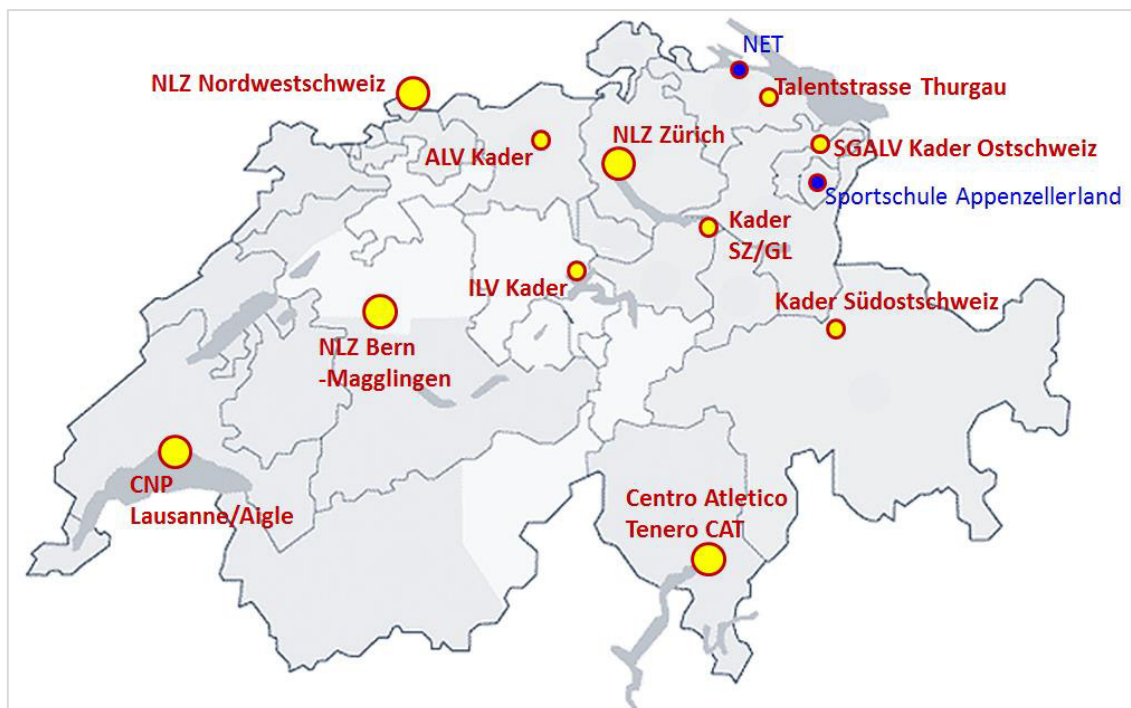 NET
NLZ Nordwestschweiz
Talentstrasse Thurgau
NLZ Zürich
ALV Kader
SGALV Kader Ostschweiz
Sportschule Appenzellerland
Kader
SZ/GL
ILV Kader
Kader Südostschweiz
NLZ Bern
-Magglingen
CNP
Lausanne/Aigle
Centro Atletico
Tenero CAT